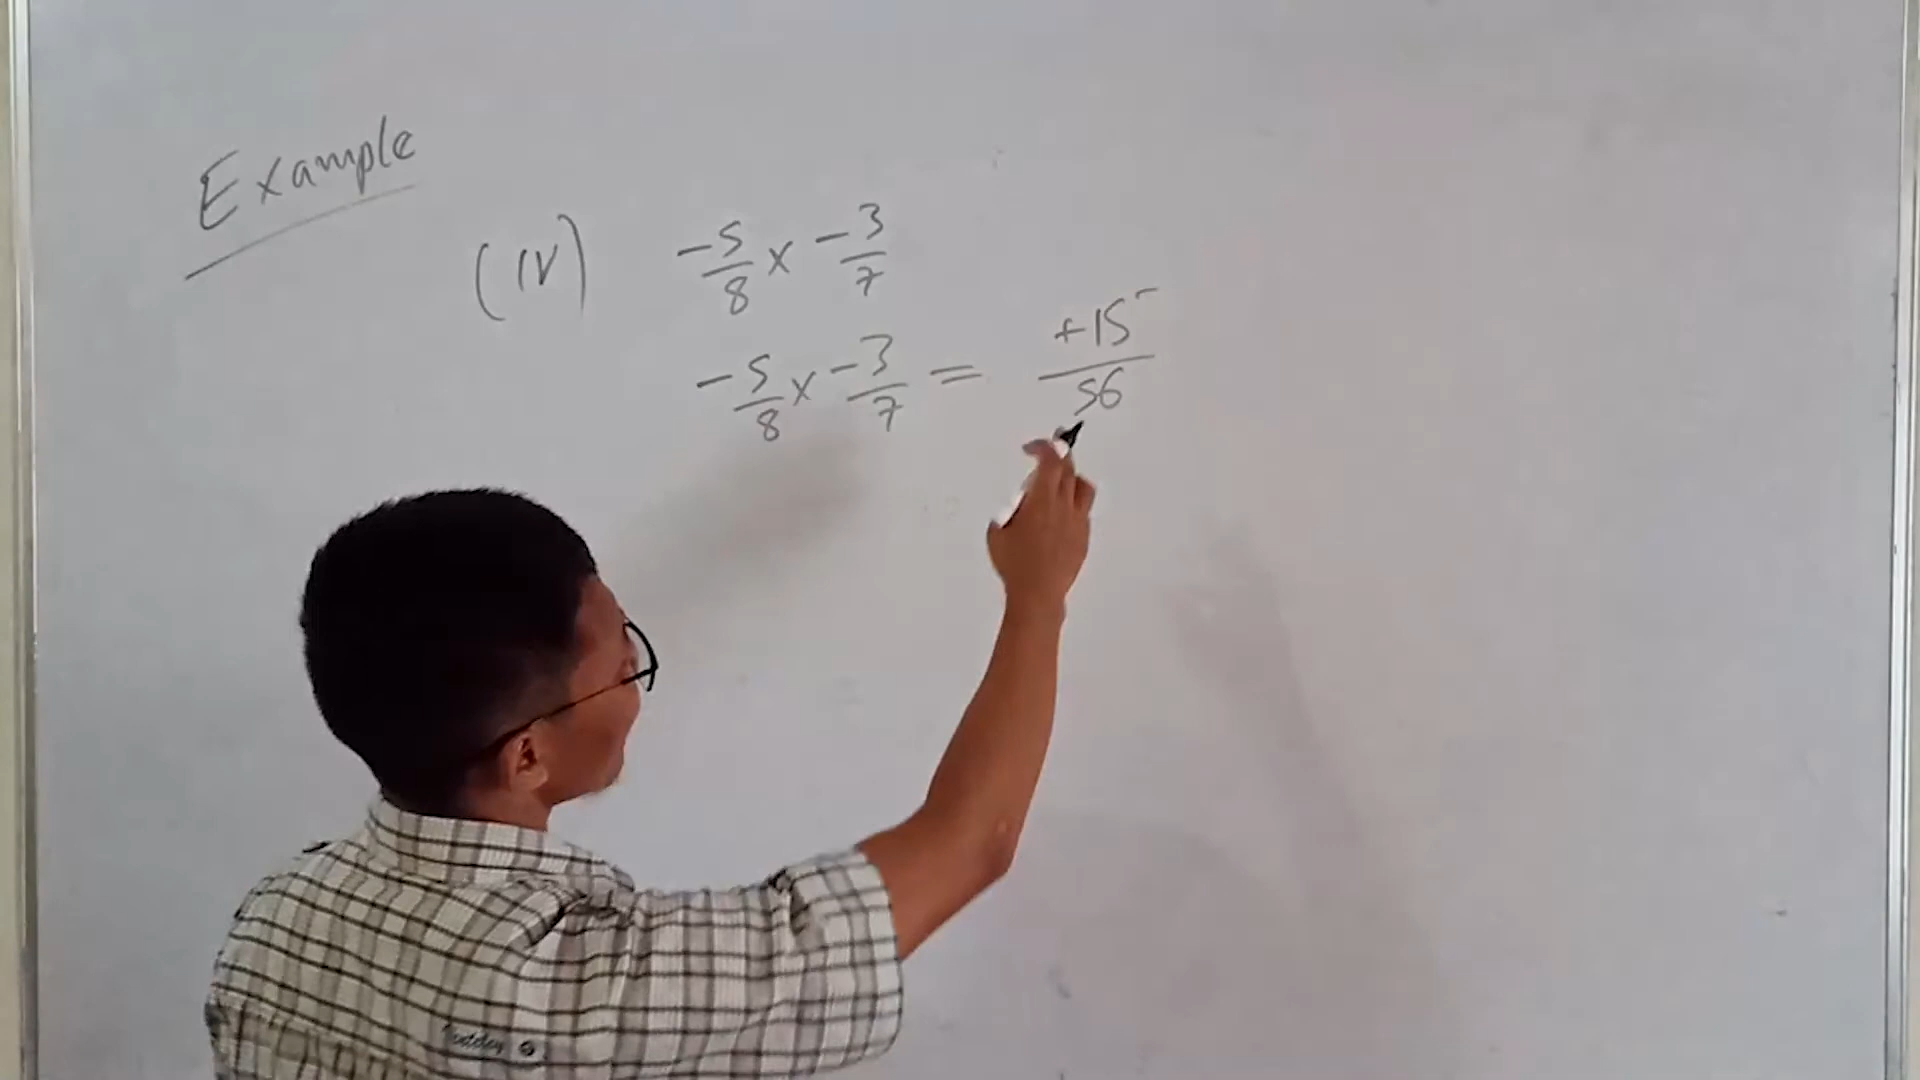 Example
(IV) -5/8 x -3/7
-5/8 x -3/7 = +15/56